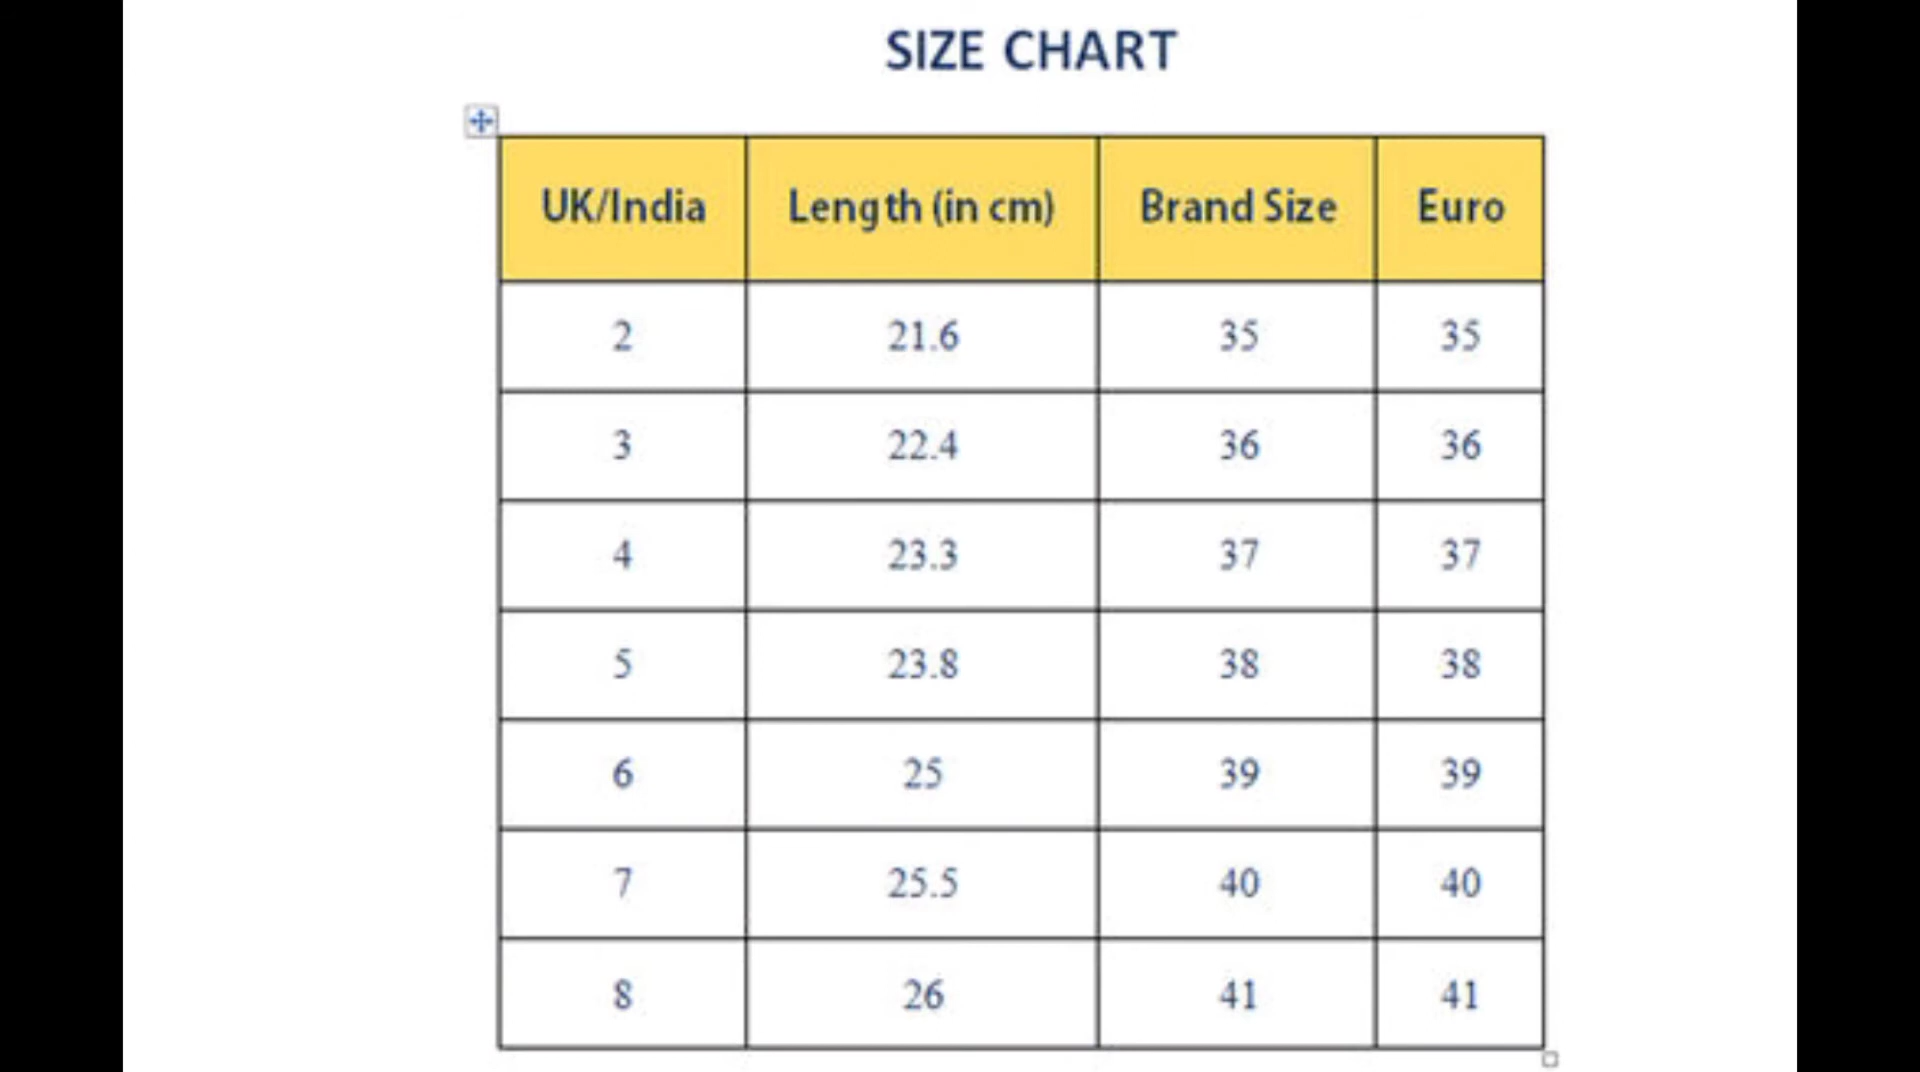 SIZE CHART
UK/India Length (in cm) Brand Size Euro
2 21.6 35 35
3 22.4 36 36
4 23.3 37 37
5 23.8 38 38
6 25 39 39
7 25.5 40 40
8 26 41 41